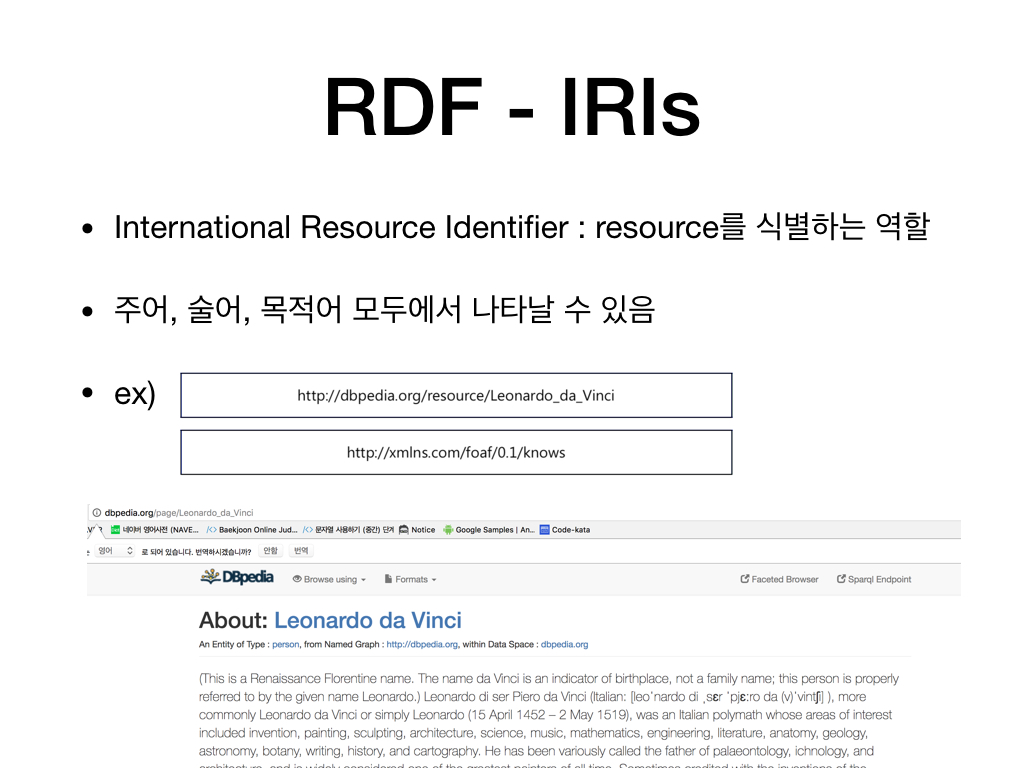 RDF - IRIs
• International Resource Identifier : resource를 식별하는 역할
• 주어, 술어, 목적어 모두에서 나타날 수 있음
• ex)
http://dbpedia.org/resource/Leonardo_da_Vinci
http://xmlns.com/foaf/0.1/knows
dbpedia.org/page/Leonardo_da_Vinci
네이버 영어사전 (NAVE... Baekjoon Online Jud... 문자열 사용하기 (중간) 단계 Notice Google Samples | An... Code-kata
영어 로 되어 있습니다. 번역하시겠습니까? 안함 번역
DBpedia Browse using Formats Faceted Browser Sparql Endpoint
About: Leonardo da Vinci
An Entity of Type : person, from Named Graph : http://dbpedia.org, within Data Space : dbpedia.org
(This is a Renaissance Florentine name. The name da Vinci is an indicator of birthplace, not a family name; this person is properly
referred to by the given name Leonardo.) Leonardo di ser Piero da Vinci (Italian: [leoˈnardo di ˌsɛr ˈpjɛːro da (v)ˈvintʃi] ), more
commonly Leonardo da Vinci or simply Leonardo (15 April 1452 – 2 May 1519), was an Italian polymath whose areas of interest
included invention, painting, sculpting, architecture, science, music, mathematics, engineering, literature, anatomy, geology,
astronomy, botany, writing, history, and cartography. He has been variously called the father of palaeontology, ichnology, and